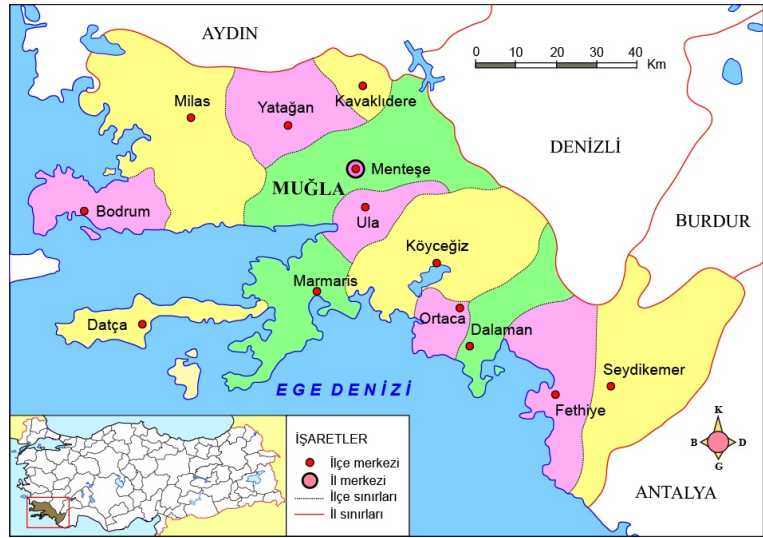 AYDIN
0 10 20 30 40
Km
Milas
Yatağan
Kavaklıdere
DENİZLİ
Menteşe
MUĞLA
Bodrum
Ula
BURDUR
Köyceğiz
Marmaris
Datça
Ortaca
Dalaman
Seydikemer
EGE DENİZİ
Fethiye
K
B D
G
ANTALYA
İŞARETLER
İlçe merkezi
İl merkezi
İlçe sınırları
İl sınırları